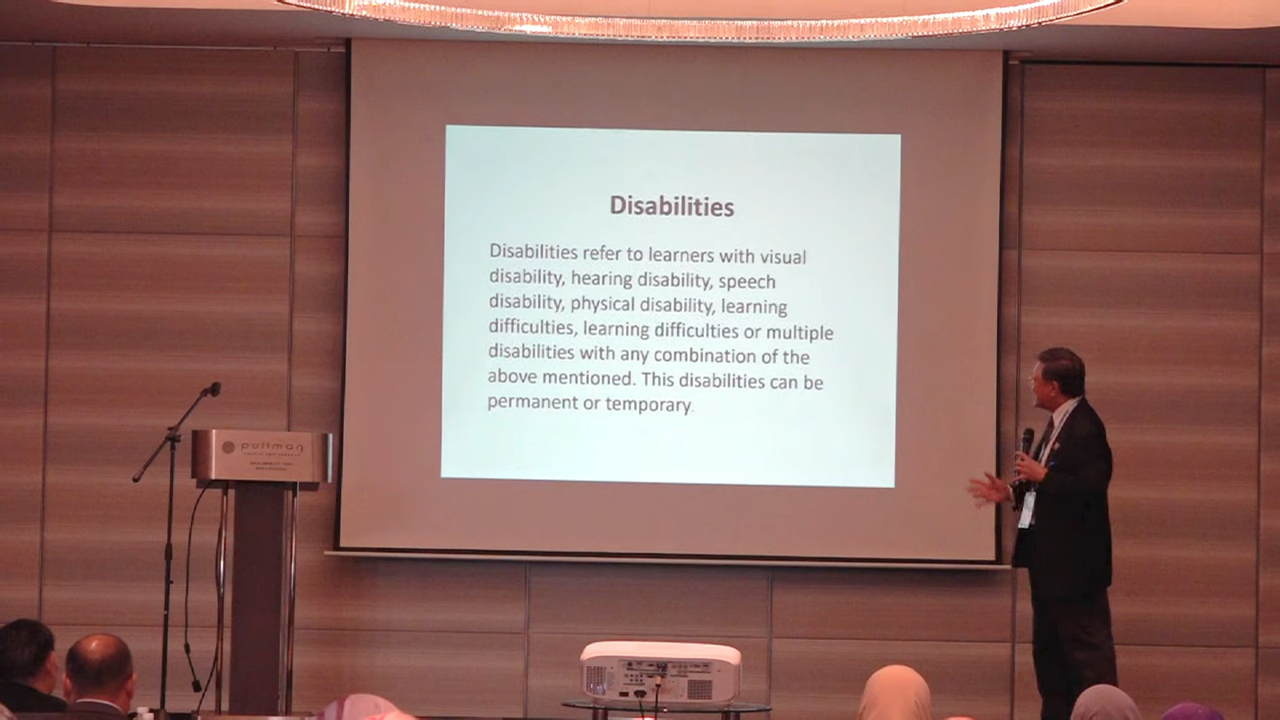 Disabilities
Disabilities refer to learners with visual
disability, hearing disability, speech
disability, physical disability, learning
difficulties, learning difficulties or multiple
disabilities with any combination of the
above mentioned. This disabilities can be
permanent or temporary.
pullman